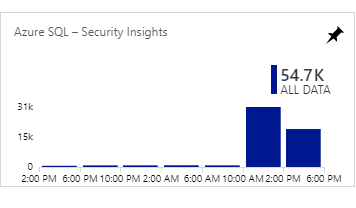 Azure SQL – Security Insights
54.7K
ALL DATA
31k
15k
0
2:00 PM 6:00 PM 10:00 PM 2:00 AM 6:00 AM 10:00 AM 2:00 PM 6:00 PM